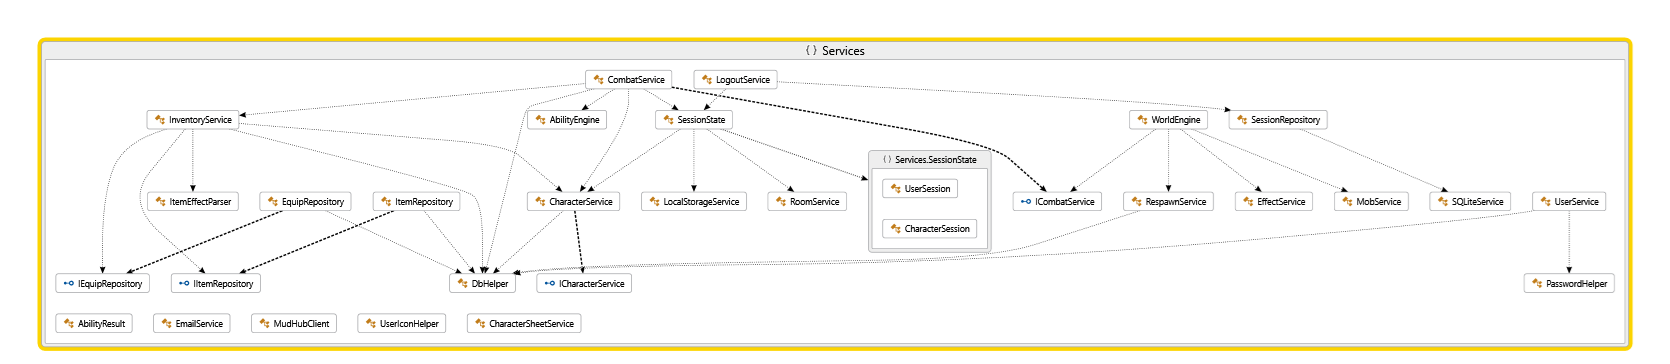 {} Services
CombatService
LogoutService
InventoryService
AbilityEngine
SessionState
WorldEngine
SessionRepository
{} Services.SessionState
UserSession
ItemEffectParser
EquipRepository
ItemRepository
CharacterService
LocalStorageService
RoomService
ICombatService
RespawnService
EffectService
MobService
SQLiteService
UserService
CharacterSession
IEquipRepository
IItemRepository
DbHelper
ICharacterService
PasswordHelper
AbilityResult
EmailService
MudHubClient
UserIconHelper
CharacterSheetService